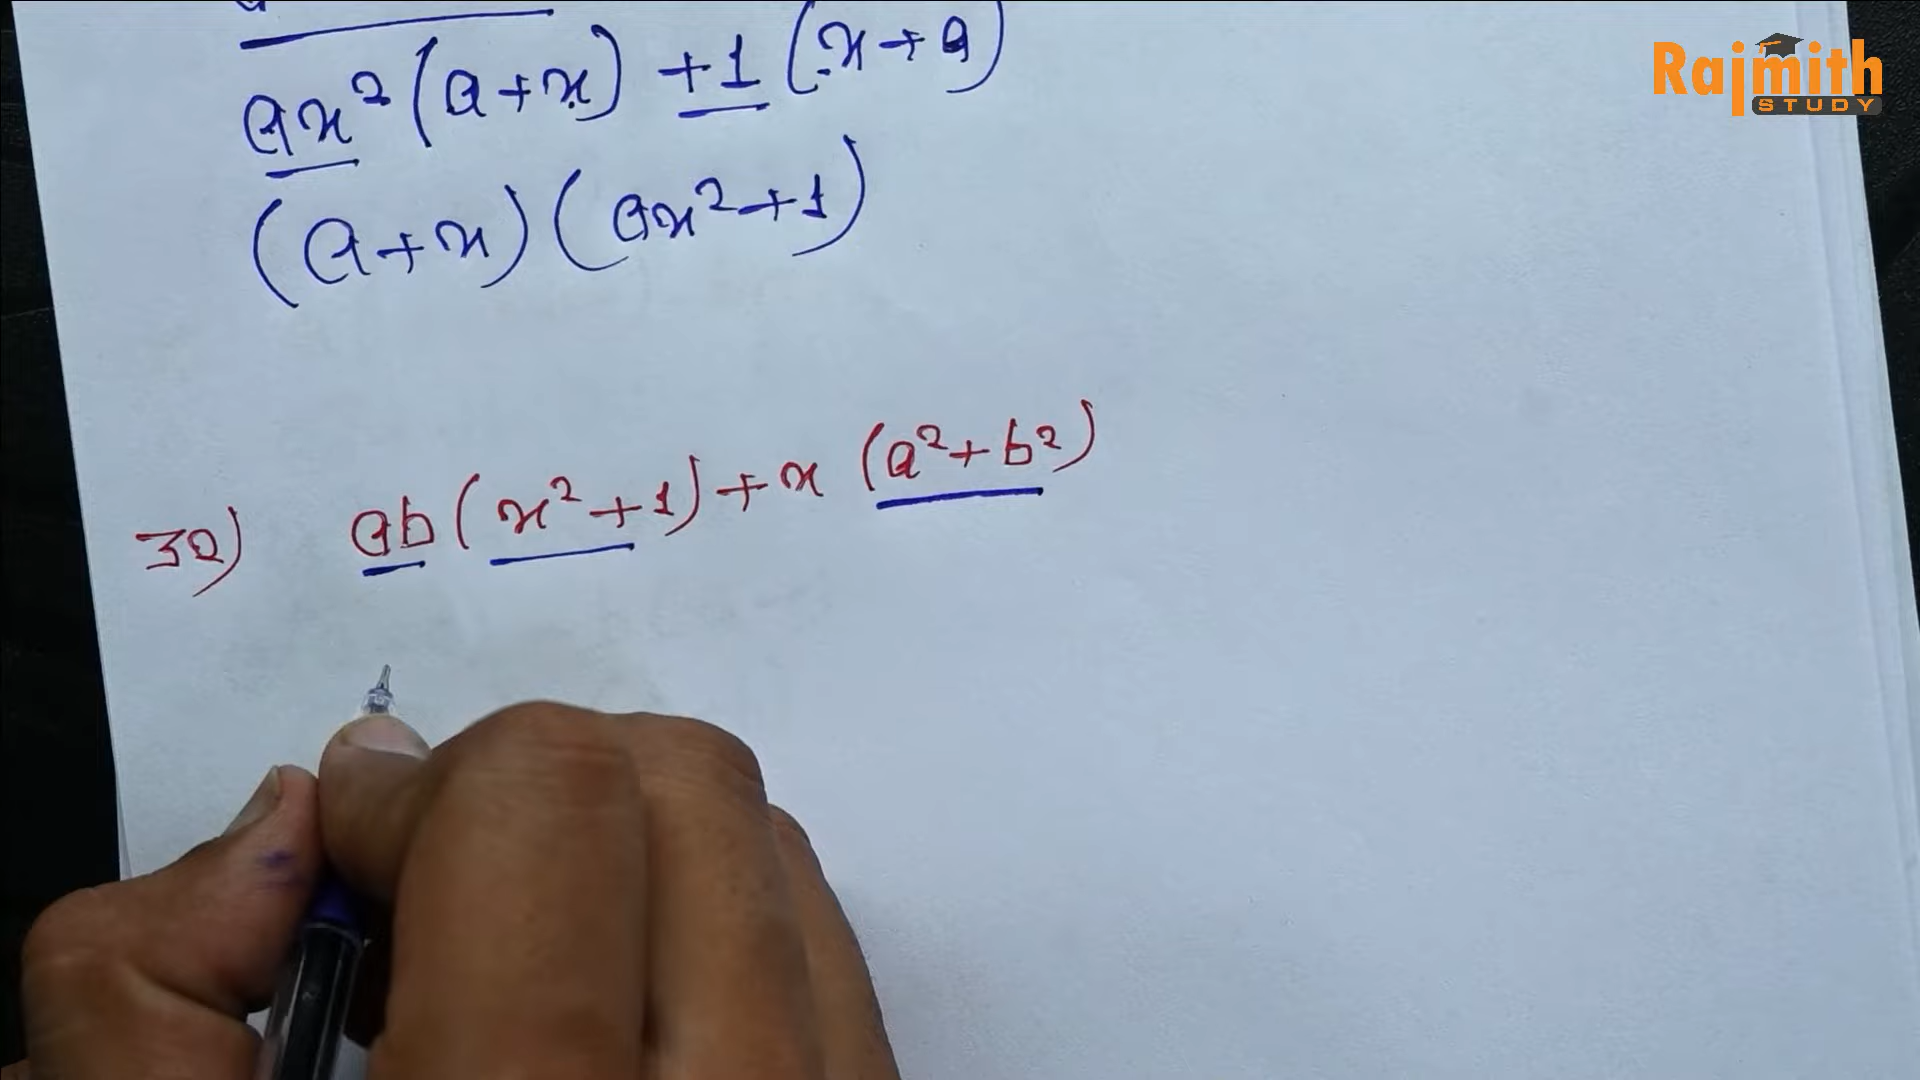 Rajmith
STUDY
ax²(a+x) +1 (x+a)
(a+x) (ax²+1)
32) ab(x²+1)+x (a²+b²)